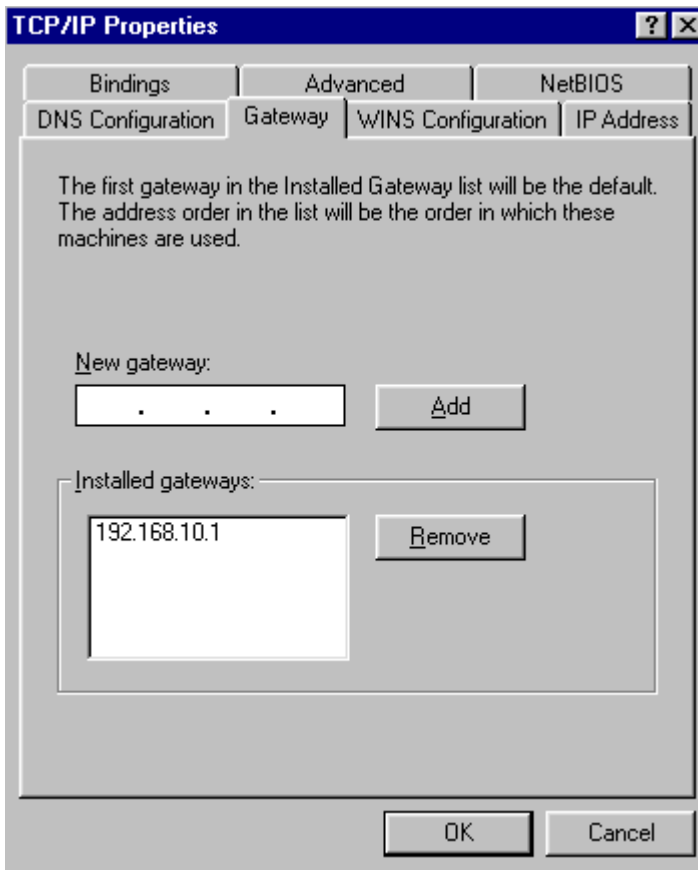 TCP/IP Properties
? X
Bindings Advanced NetBIOS
DNS Configuration Gateway WINS Configuration IP Address
The first gateway in the Installed Gateway list will be the default.
The address order in the list will be the order in which these
machines are used.
New gateway:
. . .
Add
Installed gateways:
192.168.10.1
Remove
OK Cancel